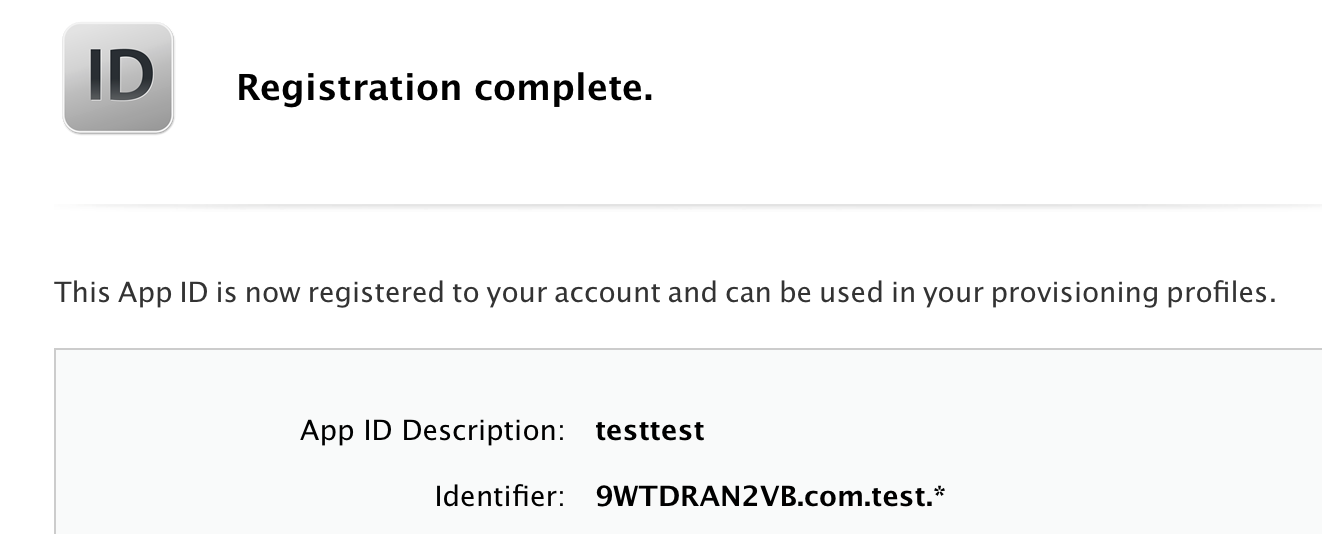 ID
Registration complete.
This App ID is now registered to your account and can be used in your provisioning profiles.
App ID Description: testtest
Identifier: 9WTDRAN2VB.com.test.*